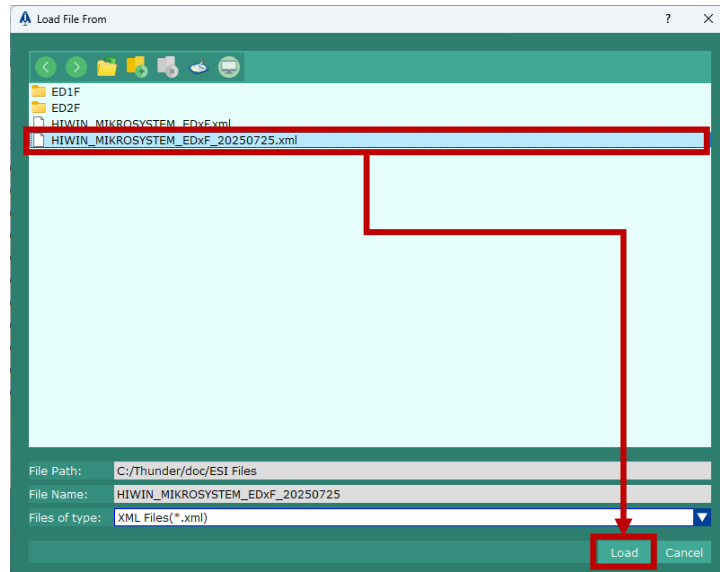 Load File From
ED1F
ED2F
HIWIN_MIKROSYSTEM_EDxF.xml
HIWIN_MIKROSYSTEM_EDxF_20250725.xml
File Path: C:/Thunder/doc/ESI Files
File Name: HIWIN_MIKROSYSTEM_EDxF_20250725
Files of type: XML Files(*.xml)
Load Cancel